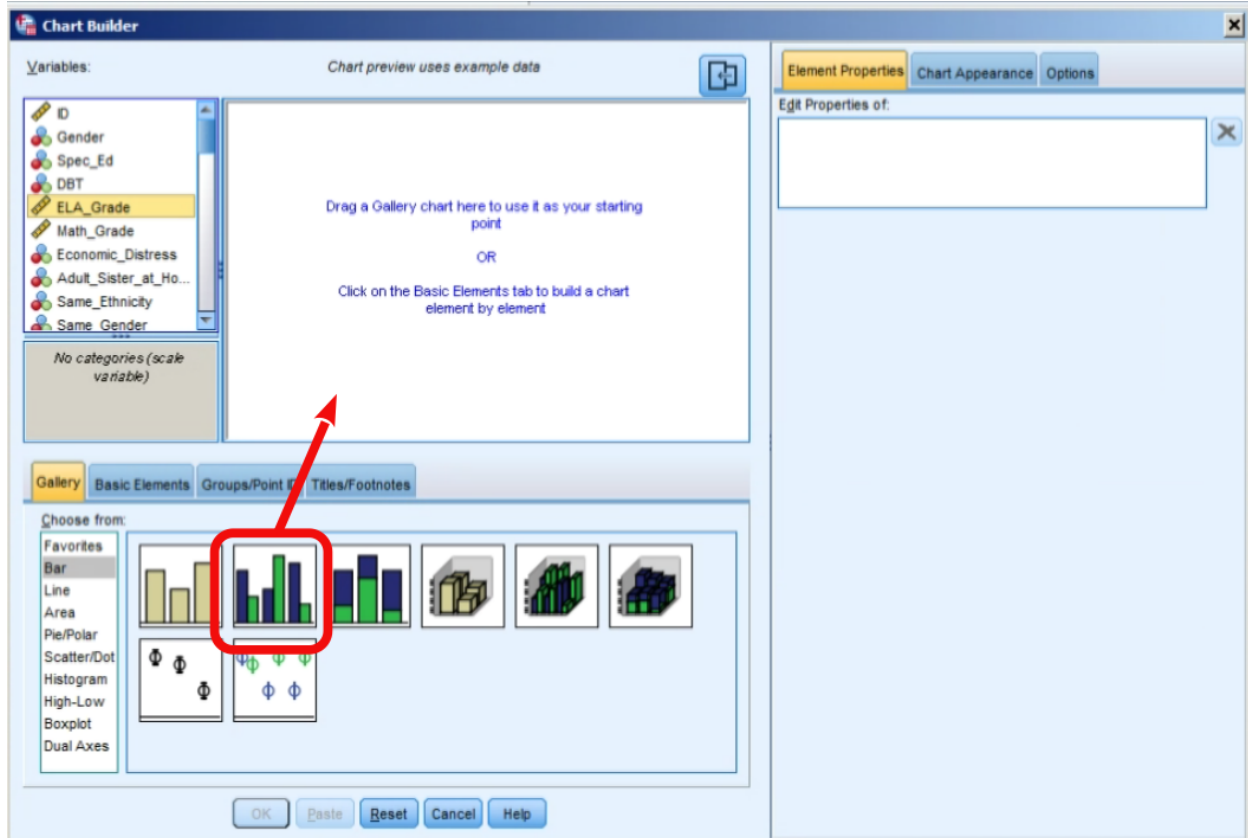 Chart Builder
Variables:
Chart preview uses example data
ID
Gender
Spec_Ed
DBT
ELA_Grade
Math_Grade
Economic_Distress
Adult_Sister_at_Ho...
Same_Ethnicity
Same_Gender
No categories (scale
variable)
Drag a Gallery chart here to use it as your starting
point
OR
Click on the Basic Elements tab to build a chart
element by element
Element Properties
Chart Appearance
Options
Edit Properties of:
Gallery
Basic Elements
Groups/Point ID
Titles/Footnotes
Choose from:
Favorites
Bar
Line
Area
Pie/Polar
Scatter/Dot
Histogram
High-Low
Boxplot
Dual Axes
OK
Paste
Reset
Cancel
Help